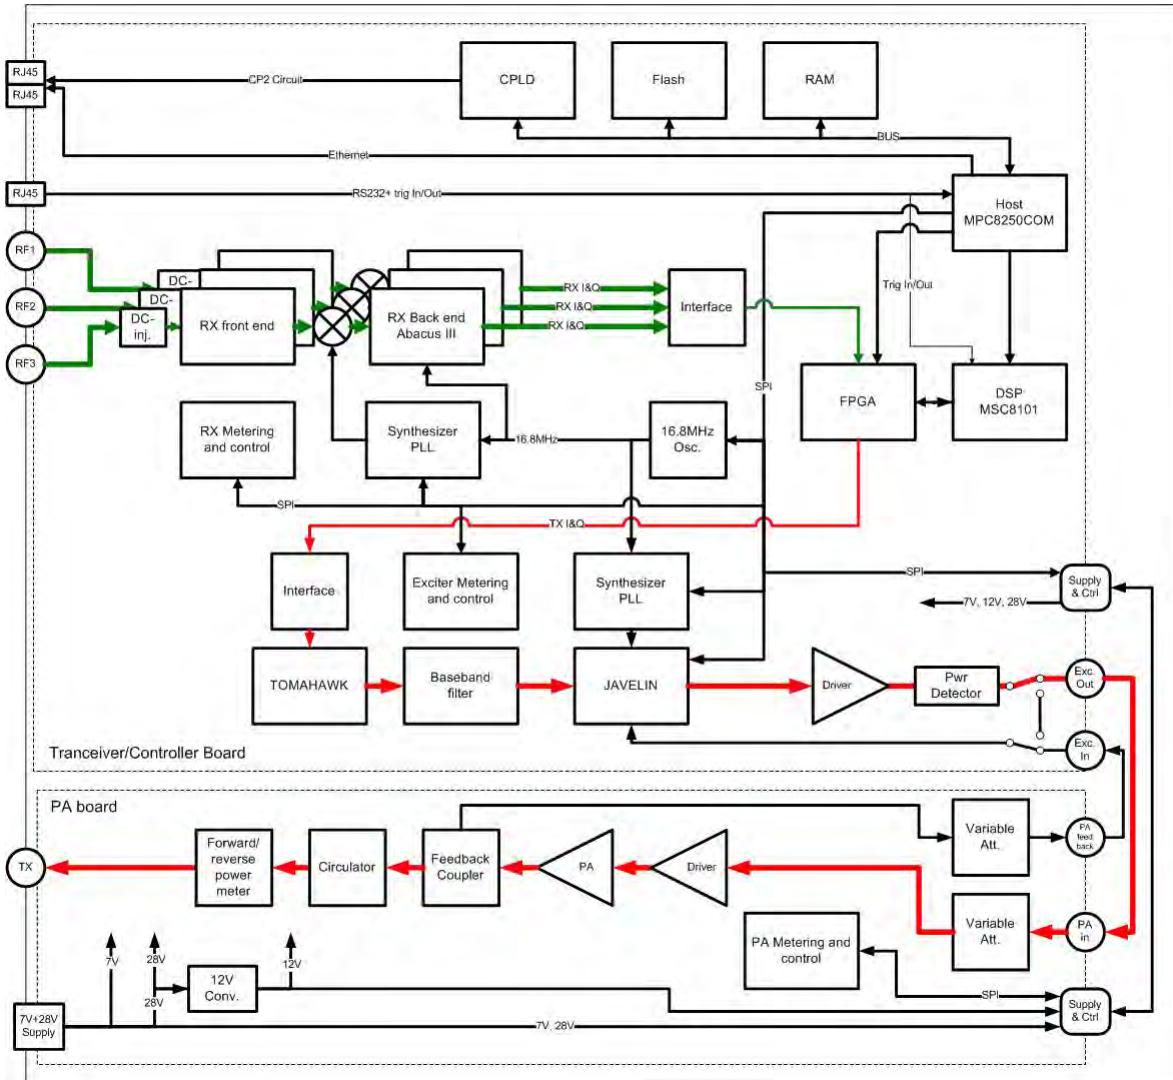 RJ45
RJ45
CP2 Circuit
CPLD
Flash
RAM
BUS
Ethernet
RJ45
RS232+ trig In/Out
Host
MPC8250COM
RF1
RF2
RF3
DC-
DC-
DC-
inj.
RX front end
RX Back end
Abacus III
RX I&Q
RX I&Q
RX I&Q
Interface
Trig In/Out
SPI
FPGA
DSP
MSC8101
RX Metering
and control
Synthesizer
PLL
16.8MHz
16.8MHz
Osc.
SPI
TX I&Q
Interface
Exciter Metering
and control
Synthesizer
PLL
SPI
Supply
& Ctrl
7V, 12V, 28V
TOMAHAWK
Baseband
filter
JAVELIN
Driver
Pwr
Detector
Exc.
Out
Exc.
In
Tranceiver/Controller Board
PA board
TX
Forward/
reverse
power
meter
Circulator
Feedback
Coupler
PA
Driver
Variable
Att.
PA
feed
back
Variable
Att.
PA
in
PA Metering and
control
SPI
7V
28V
12V
28V
12V
Conv.
7V+28V
Supply
7V, 28V
Supply
& Ctrl